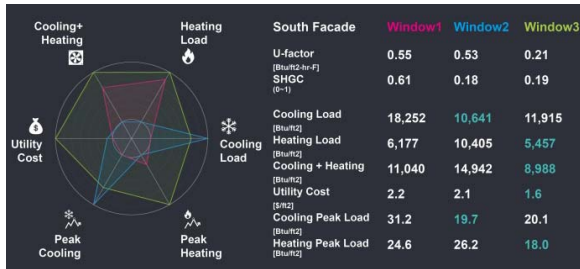 Cooling+
Heating
Heating
Load
Cooling
Load
Peak
Heating
Peak
Cooling
Utility
Cost
$
South Facade Window1 Window2 Window3
U-factor 0.55 0.53 0.21
[Btu/ft2-hr-F]
SHGC 0.61 0.18 0.19
(0~1)
Cooling Load 18,252 10,641 11,915
[Btu/ft2]
Heating Load 6,177 10,405 5,457
[Btu/ft2]
Cooling + Heating 11,040 14,942 8,988
[Btu/ft2]
Utility Cost 2.2 2.1 1.6
[$/ft2]
Cooling Peak Load 31.2 19.7 20.1
[Btu/ft2]
Heating Peak Load 24.6 26.2 18.0
[Btu/ft2]